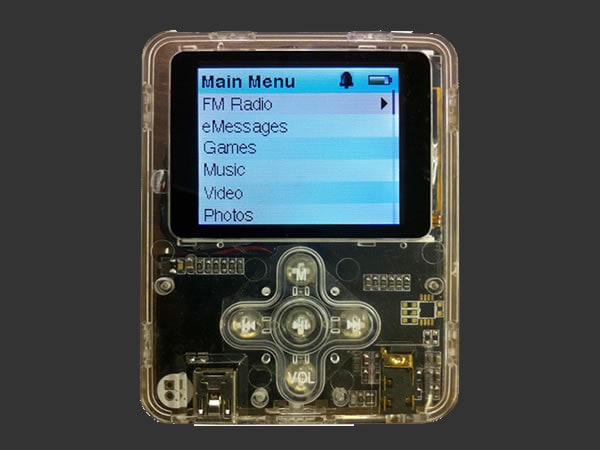 Main Menu
FM Radio
eMessages
Games
Music
Video
Photos
M
VOL